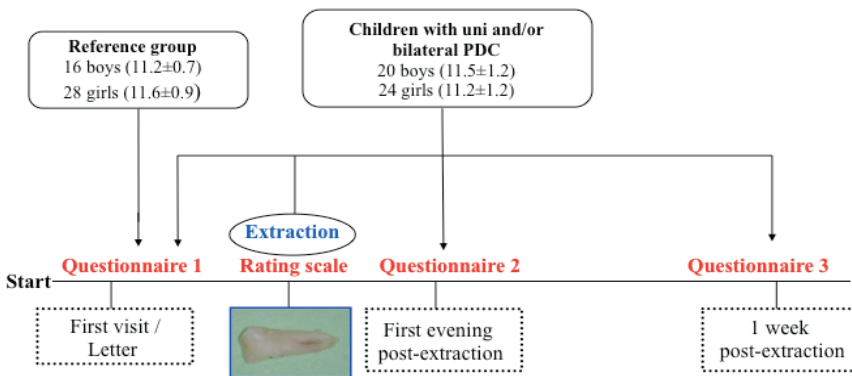 Reference group
16 boys (11.2±0.7)
28 girls (11.6±0.9)
Children with uni and/or
bilateral PDC
20 boys (11.5±1.2)
24 girls (11.2±1.2)
Extraction
Questionnaire 1
Rating scale
Questionnaire 2
Questionnaire 3
Start
First visit /
Letter
First evening
post-extraction
1 week
post-extraction